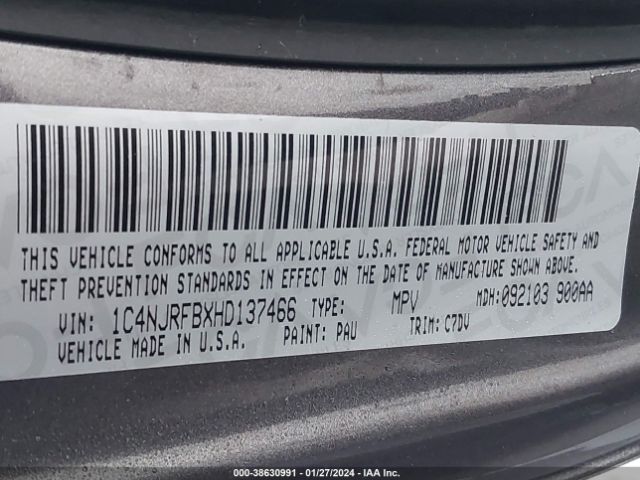 THIS VEHICLE CONFORMS TO ALL APPLICABLE U.S.A. FEDERAL MOTOR VEHICLE SAFETY AND
THEFT PREVENTION STANDARDS IN EFFECT ON THE DATE OF MANUFACTURE SHOWN ABOVE.
VIN: 1C4NJRFBXHD137466 TYPE: MPV MDH:092103 900AA
VEHICLE MADE IN U.S.A. PAINT: PAU TRIM: C7DV
000-38630991 - 01/27/2024 - IAA Inc.